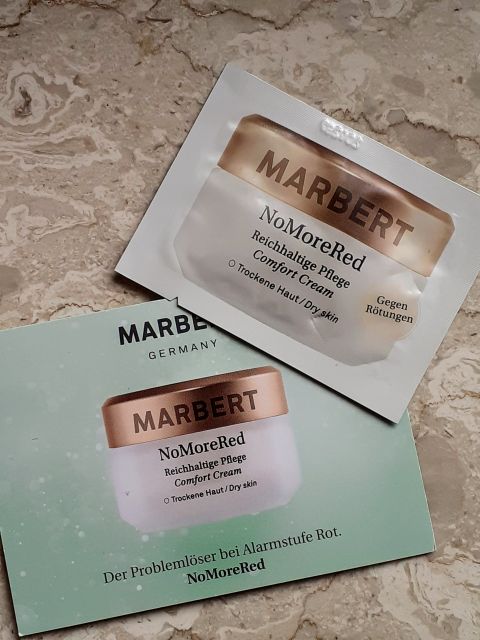 MARBERT
NoMoreRed
Reichhaltige Pflege
Comfort Cream
Trockene Haut / Dry skin
Gegen
Rötungen
MARBE
GERMANY
MARBERT
NoMoreRed
Reichhaltige Pflege
Comfort Cream
Trockene Haut / Dry skin
Der Problemlöser bei Alarmstufe Rot.
NoMoreRed